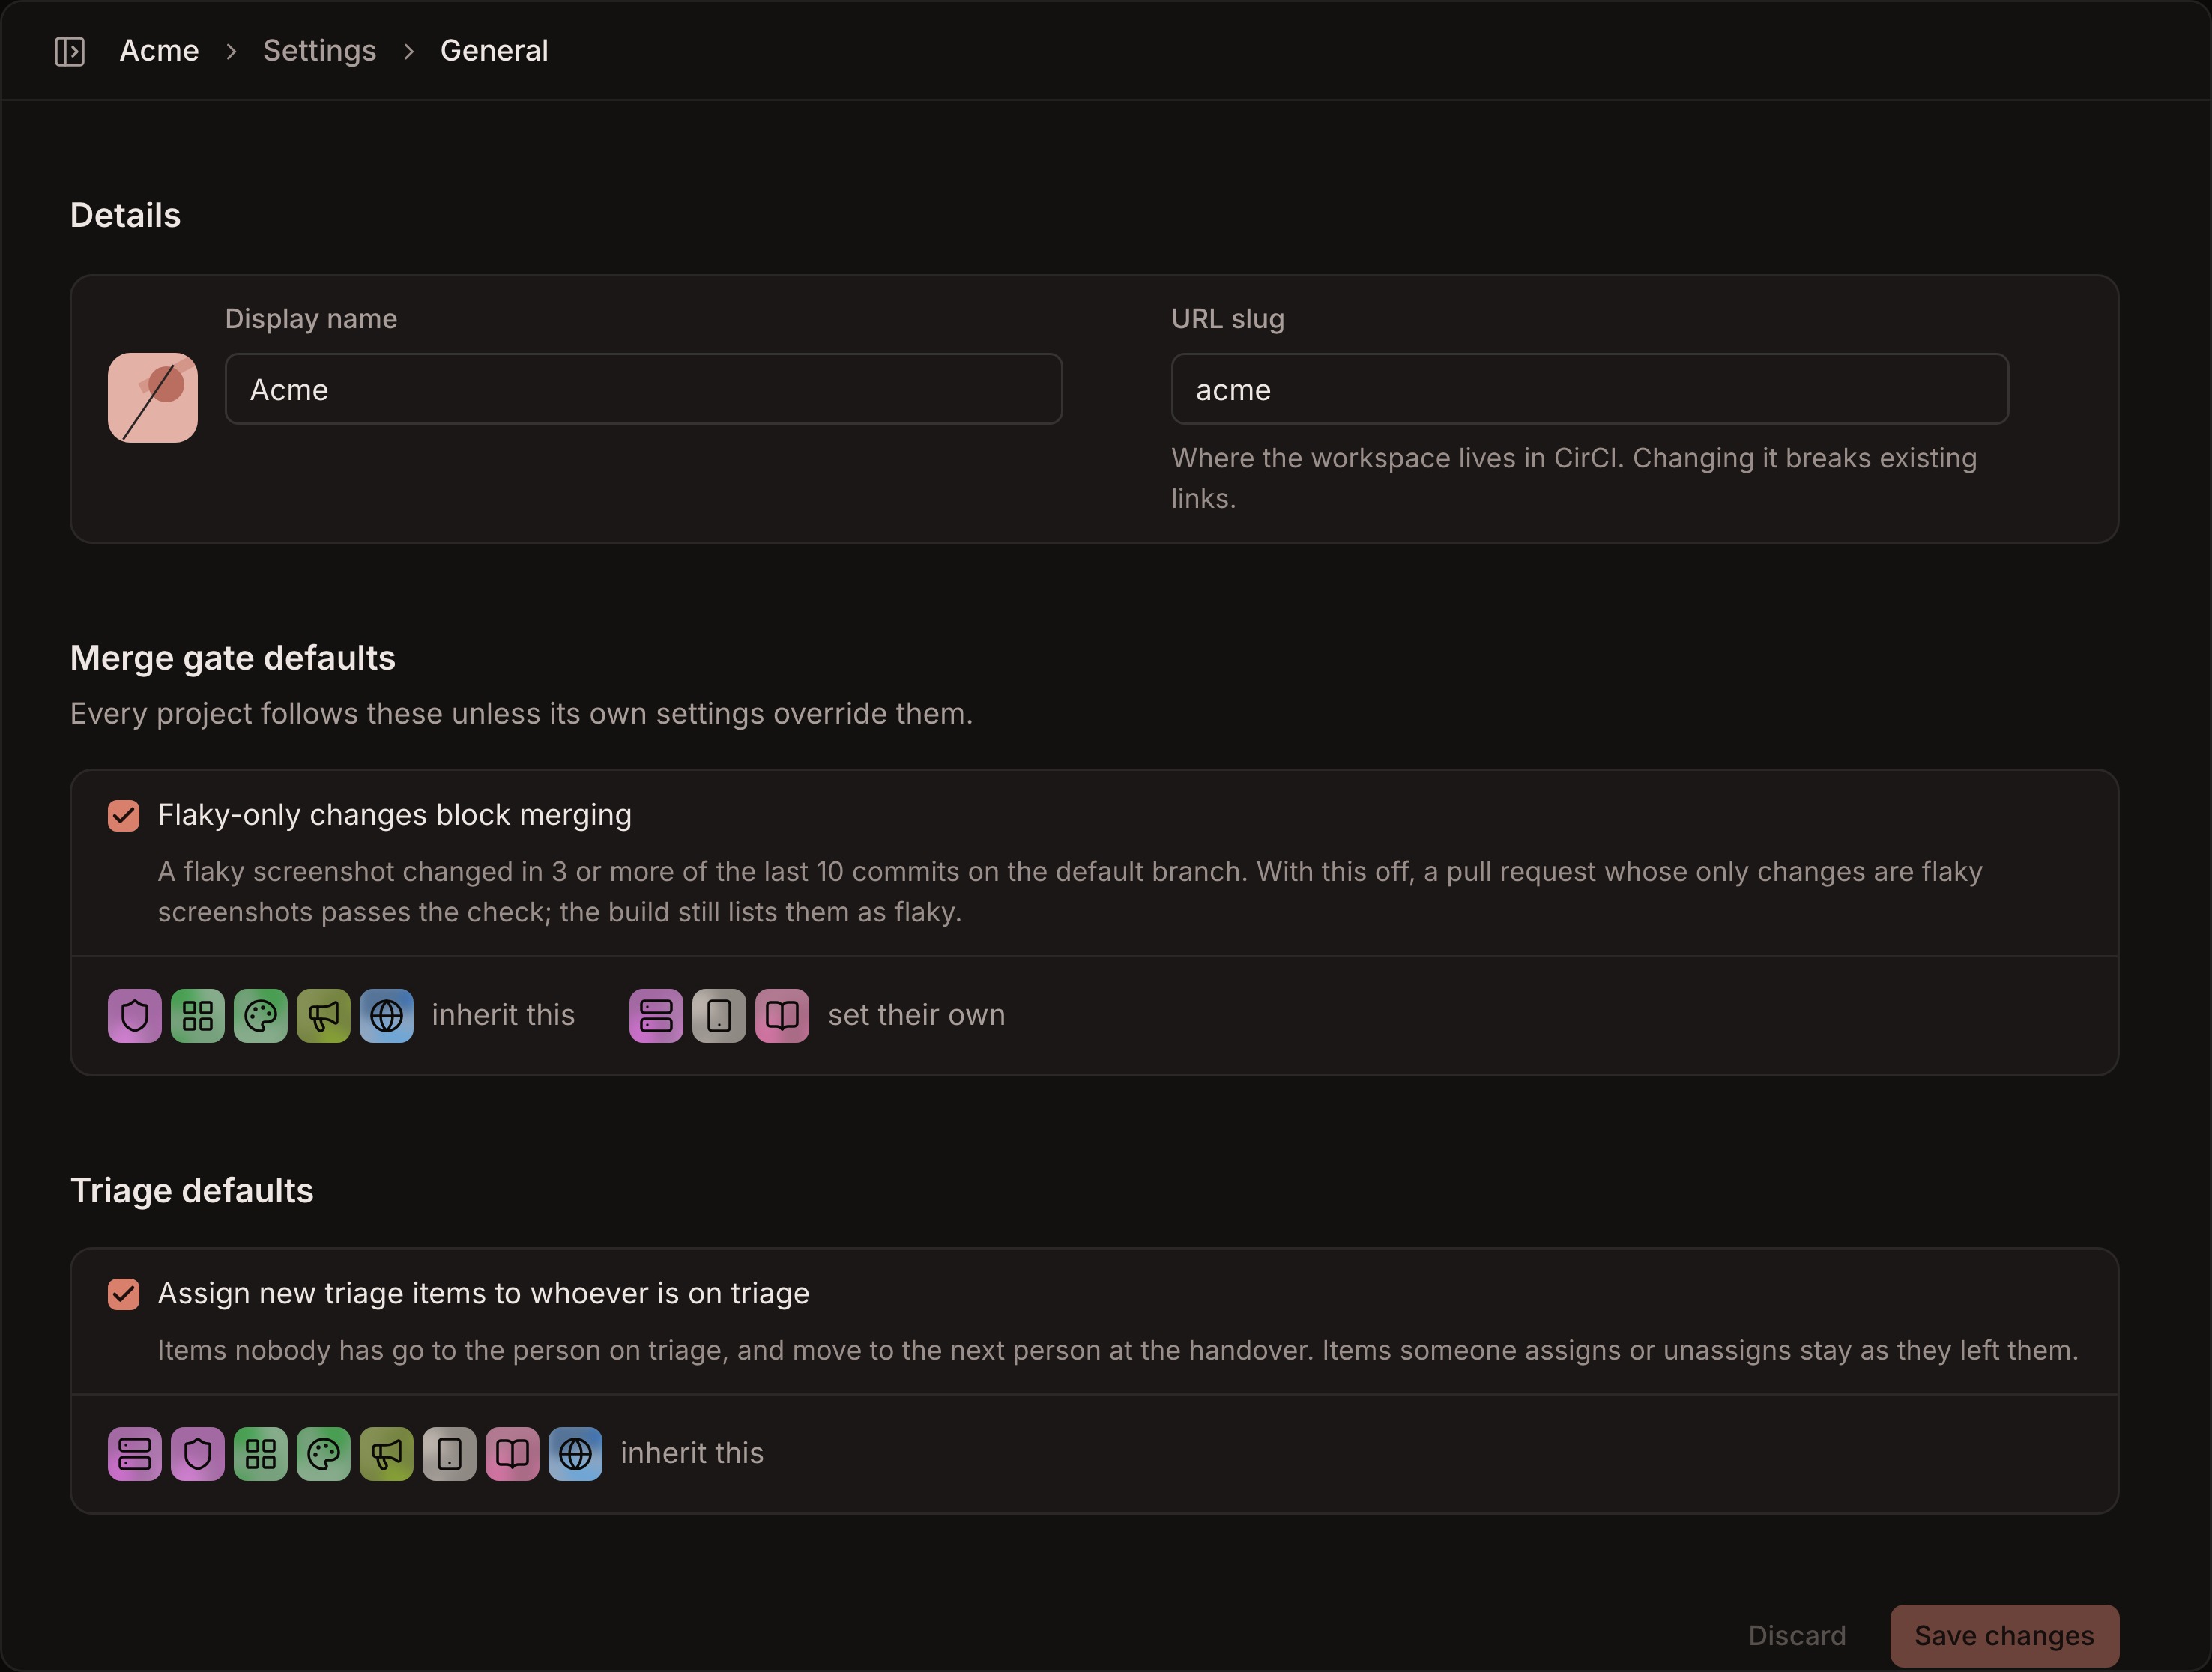 Acme > Settings > General
Details
Display name
URL slug
Acme
acme
Where the workspace lives in CirCI. Changing it breaks existing
links.
Merge gate defaults
Every project follows these unless its own settings override them.
Flaky-only changes block merging
A flaky screenshot changed in 3 or more of the last 10 commits on the default branch. With this off, a pull request whose only changes are flaky
screenshots passes the check; the build still lists them as flaky.
inherit this
set their own
Triage defaults
Assign new triage items to whoever is on triage
Items nobody has go to the person on triage, and move to the next person at the handover. Items someone assigns or unassigns stay as they left them.
inherit this
Discard
Save changes